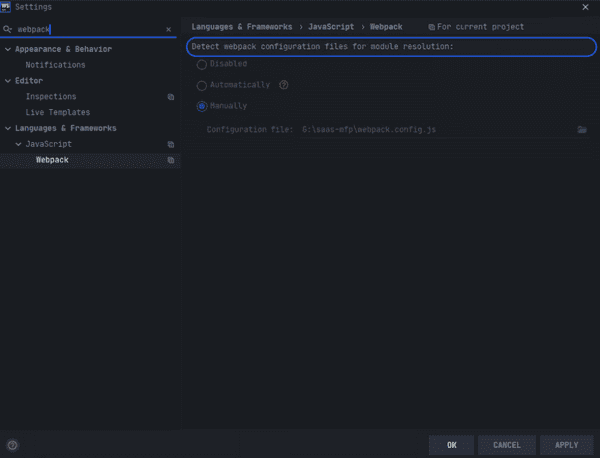 WS Settings
webpack
Appearance & Behavior
Notifications
Editor
Inspections
Live Templates
Languages & Frameworks
JavaScript
Webpack
Languages & Frameworks › JavaScript › Webpack For current project
Detect webpack configuration files for module resolution:
Disabled
Automatically ?
Manually
Configuration file: G:\saas-mfp\webpack.config.js
? OK CANCEL APPLY